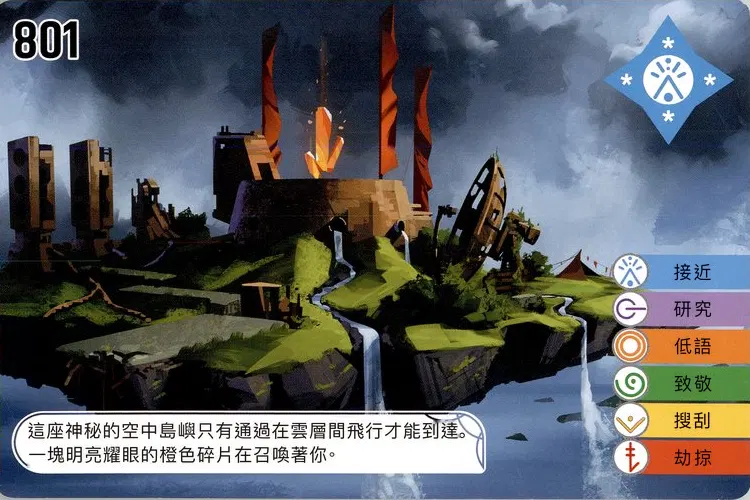 801
接近
研究
低語
致敬
搜刮
劫掠
這座神秘的空中島嶼只有通過在雲層間飛行才能到達。
一塊明亮耀眼的橙色碎片在召喚著你。